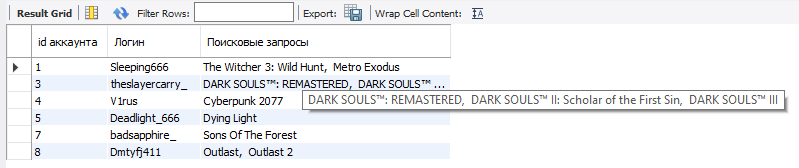 Result Grid Filter Rows: Export: Wrap Cell Content:
id аккаунта Логин Поисковые запросы
1 Sleeping666 The Witcher 3: Wild Hunt, Metro Exodus
3 theslayercarry_ DARK SOULS™: REMASTERED, DARK SOULS™ ...
4 V1rus Cyberpunk 2077
DARK SOULS™: REMASTERED, DARK SOULS™ II: Scholar of the First Sin, DARK SOULS™ III
5 Deadlight_666 Dying Light
7 badsapphire_ Sons Of The Forest
8 Dmtyfj411 Outlast, Outlast 2